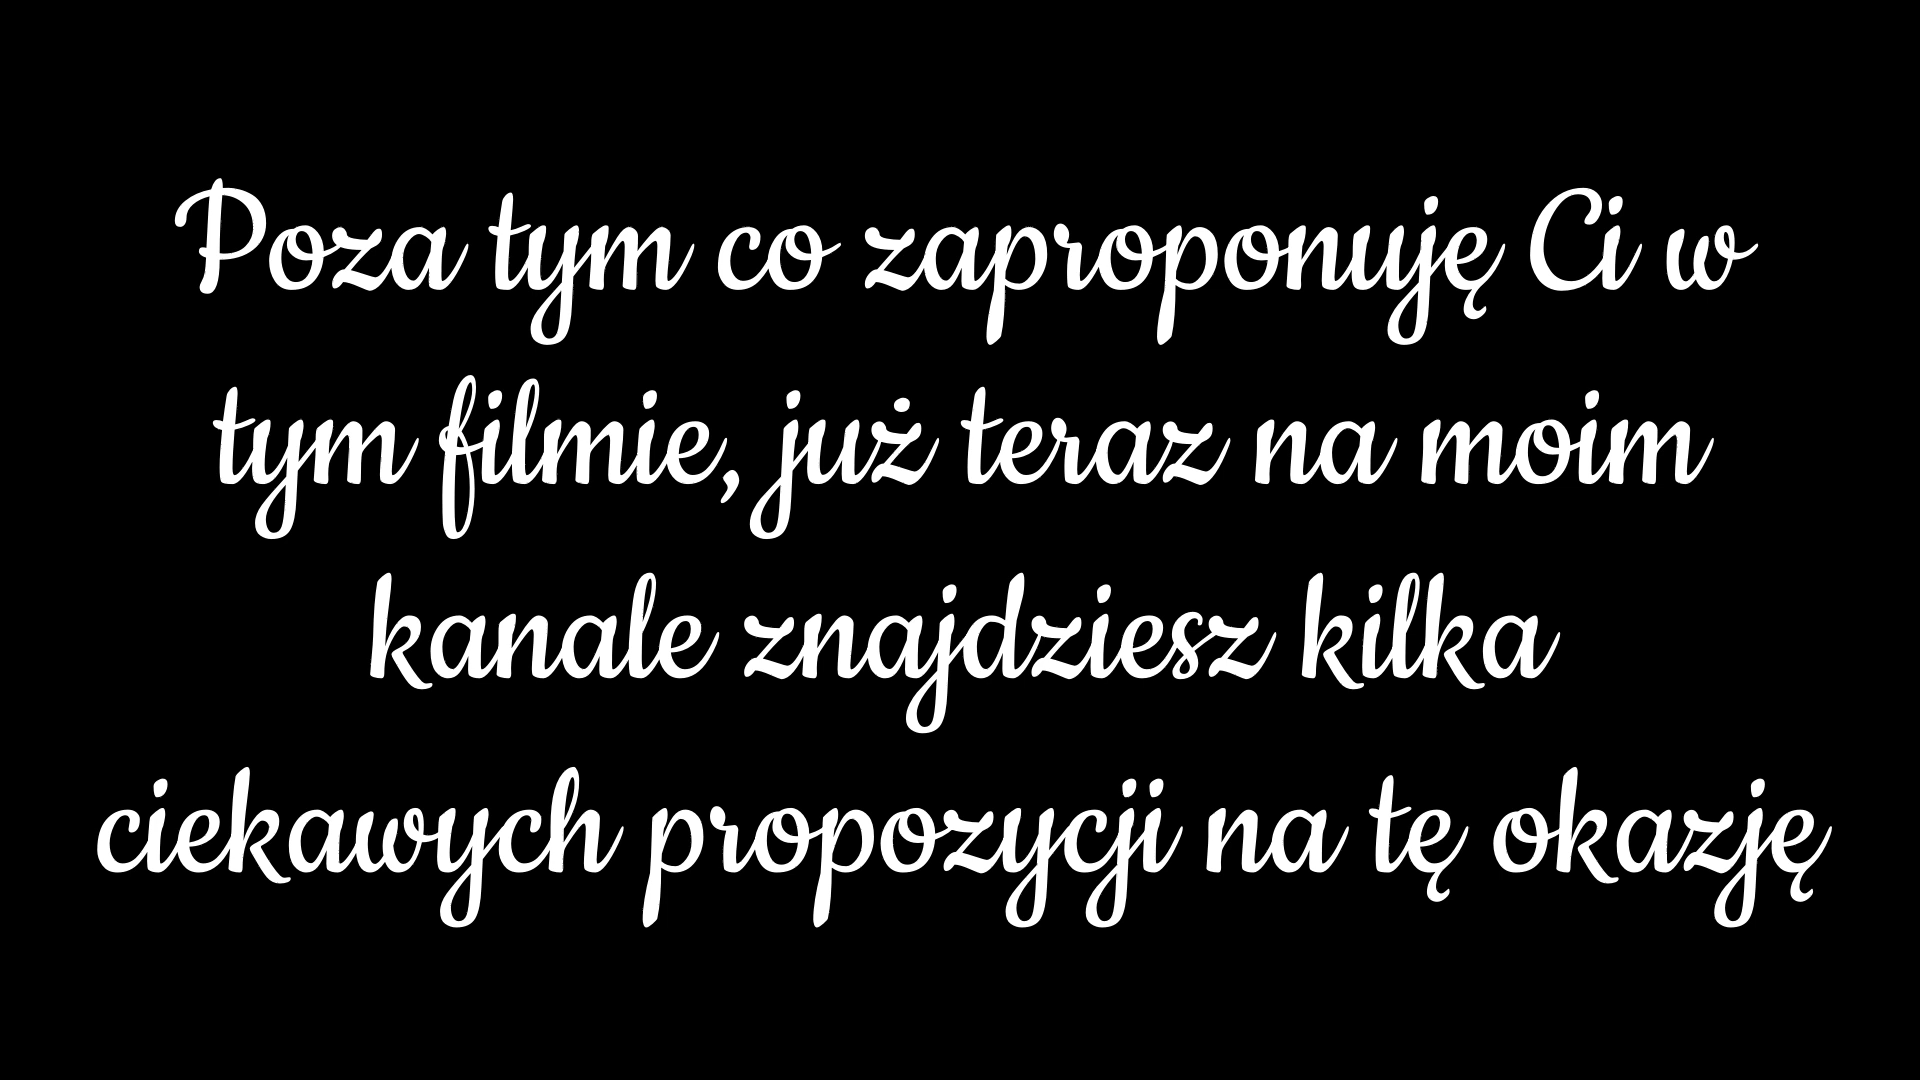 Poza tym co zaproponuję Ci w
tym filmie, już teraz na moim
kanale znajdziesz kilka
ciekawych propozycji na tę okazję